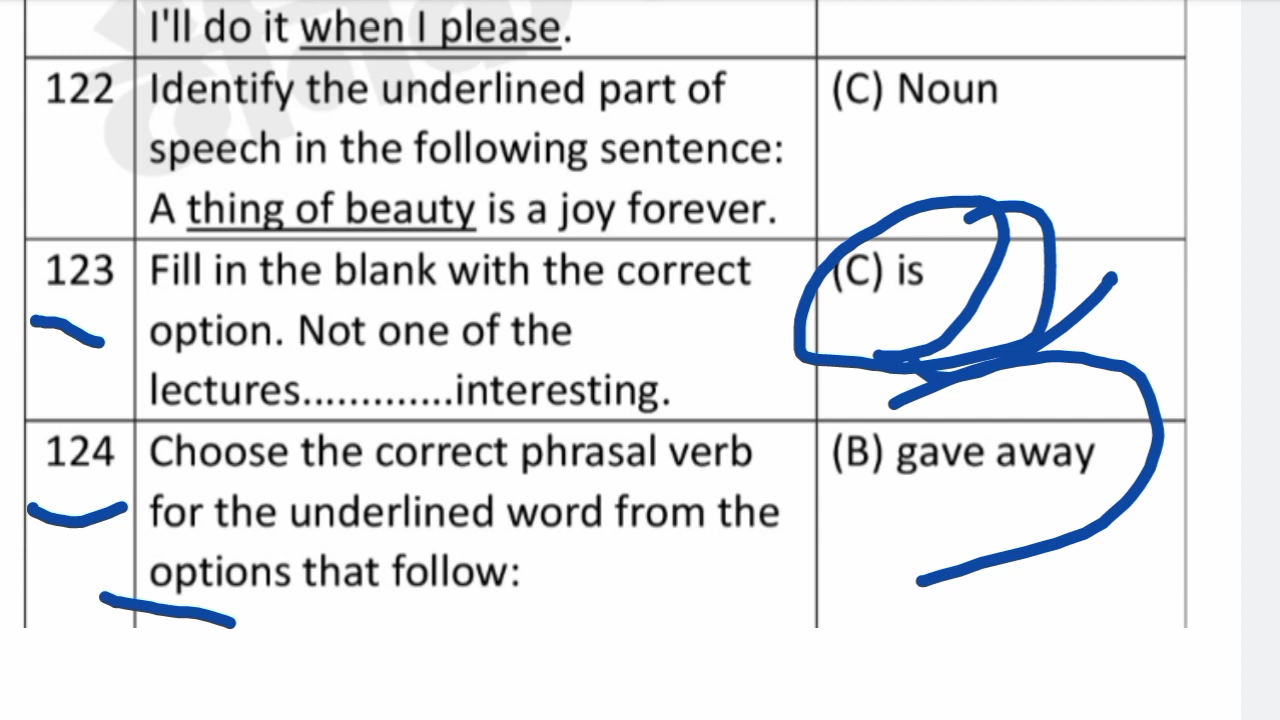 I'll do it when I please.
122 Identify the underlined part of (C) Noun
speech in the following sentence:
A thing of beauty is a joy forever.
123 Fill in the blank with the correct (C) is
option. Not one of the
lectures.............interesting.
124 Choose the correct phrasal verb (B) gave away
for the underlined word from the
options that follow: